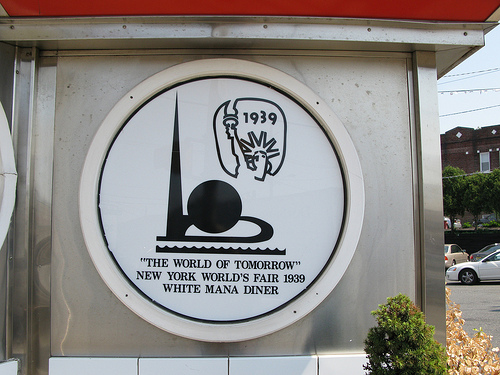 1939
"THE WORLD OF TOMORROW"
NEW YORK WORLD'S FAIR 1939
WHITE MANA DINER